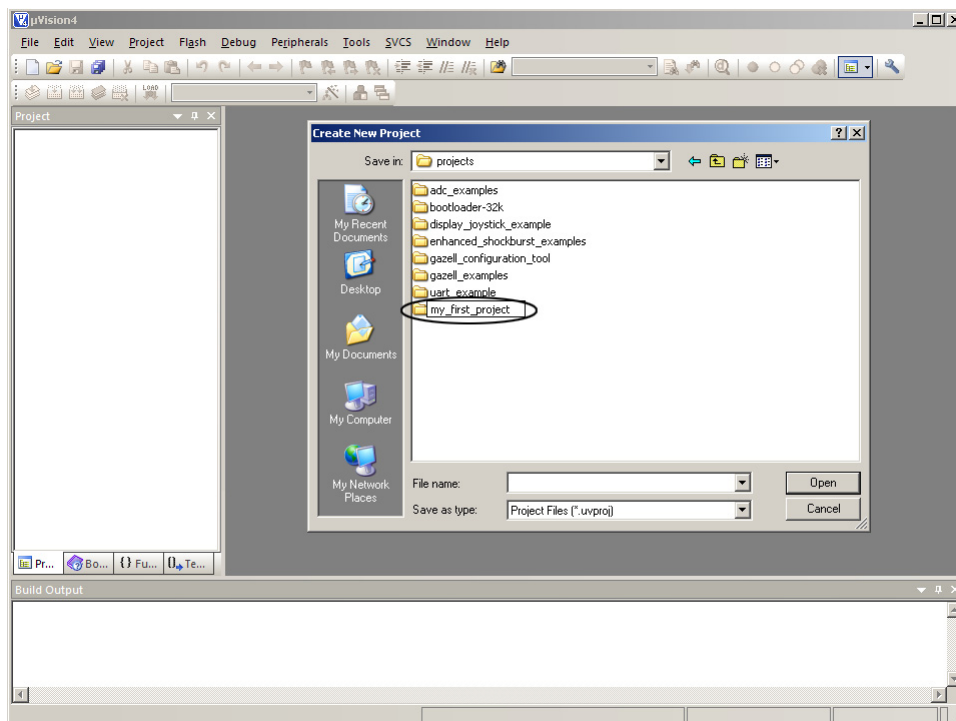 µVision4
File Edit View Project Flash Debug Peripherals Tools SVCS Window Help
LOAD
Project
Create New Project
Save in: projects
My Recent Documents
Desktop
My Documents
My Computer
My Network Places
adc_examples
bootloader-32k
display_joystick_example
enhanced_shockburst_examples
gazell_configuration_tool
gazell_examples
uart_example
my_first_project
File name:
Open
Save as type: Project Files (*.uvproj)
Cancel
Pr... Bo... {} Fu... 0 Te...
Build Output